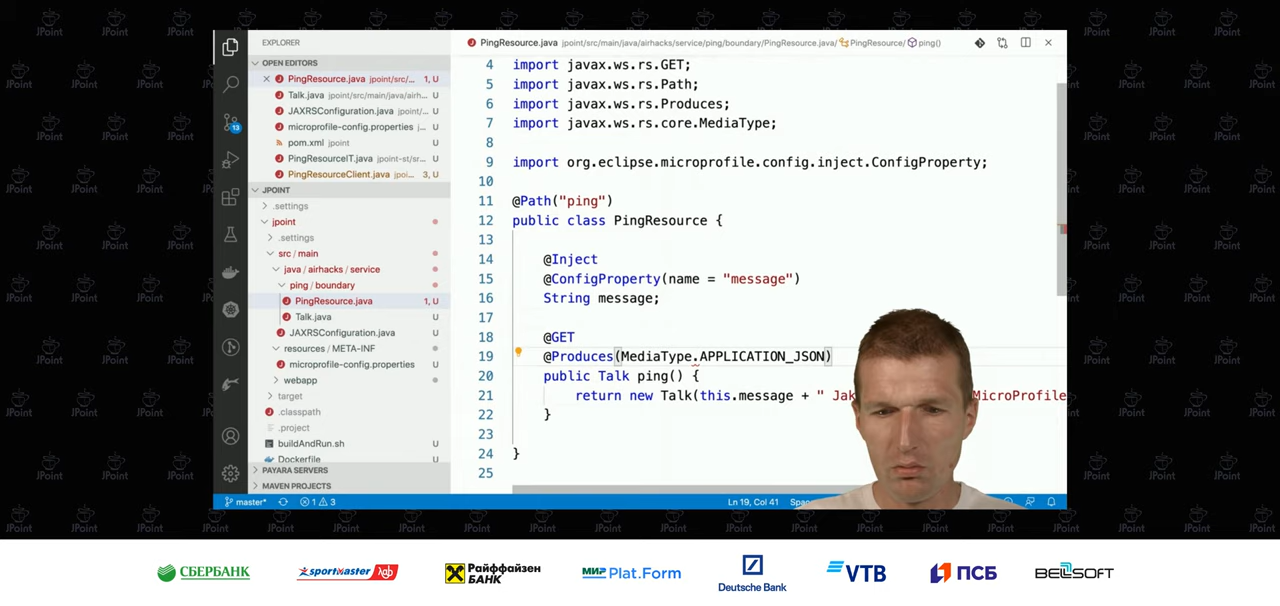 EXPLORER
OPEN EDITORS
PingResource.java jpoint/src/... 1, U
Talk.java jpoint/src/main/java/airh... U
JAXRSConfiguration.java jpoint/... U
microprofile-config.properties j... U
pom.xml jpoint U
PingResourceIT.java jpoint-st/sr... U
PingResourceClient.java jpoi... 3, U
JPOINT
.settings
jpoint
.settings
src / main
java / airhacks / service
ping / boundary
PingResource.java 1, U
Talk.java U
JAXRSConfiguration.java U
resources / META-INF
microprofile-config.properties U
webapp
target
.classpath
.project
buildAndRun.sh U
Dockerfile U
PAYARA SERVERS
MAVEN PROJECTS
13
PingResource.java jpoint/src/main/java/airhacks/service/ping/boundary/PingResource.java/ PingResource/ ping()
4 import javax.ws.rs.GET;
5 import javax.ws.rs.Path;
6 import javax.ws.rs.Produces;
7 import javax.ws.rs.core.MediaType;
8
9 import org.eclipse.microprofile.config.inject.ConfigProperty;
10
11 @Path("ping")
12 public class PingResource {
13
14 @Inject
15 @ConfigProperty(name = "message")
16 String message;
17
18 @GET
19 @Produces(MediaType.APPLICATION_JSON)
20 public Talk ping() {
21 return new Talk(this.message + " Jak MicroProfile
22 }
23
24 }
25
master* 1 3 Ln 19, Col 41
JPoint
СБЕРБАНК
sportmaster lab
Райффайзен БАНК
МИР Plat.Form
Deutsche Bank
VTB
ПСБ
BELLSOFT